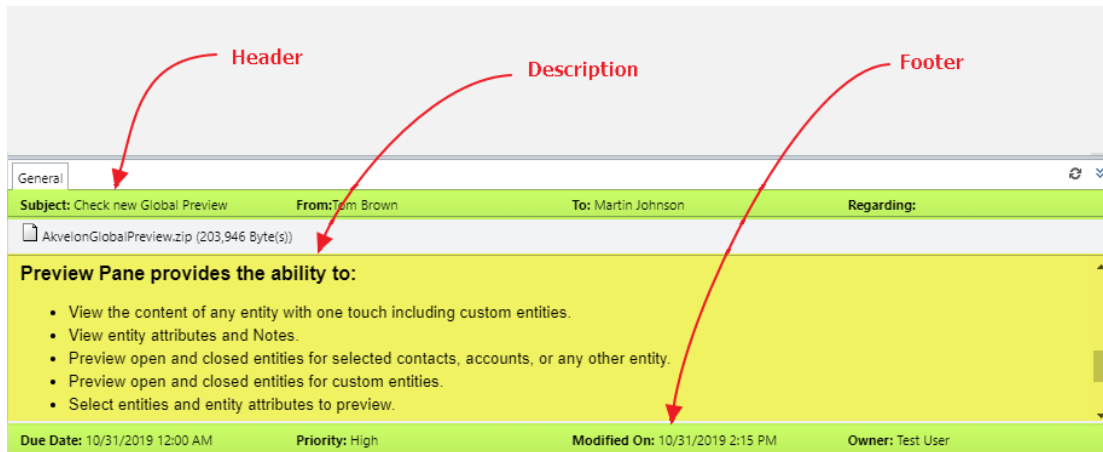 Header
Description
Footer
General
Subject: Check new Global Preview From:Tom Brown To: Martin Johnson Regarding:
AkvelonGlobalPreview.zip (203,946 Byte(s))
Preview Pane provides the ability to:
• View the content of any entity with one touch including custom entities.
• View entity attributes and Notes.
• Preview open and closed entities for selected contacts, accounts, or any other entity.
• Preview open and closed entities for custom entities.
• Select entities and entity attributes to preview.
Due Date: 10/31/2019 12:00 AM Priority: High Modified On: 10/31/2019 2:15 PM Owner: Test User